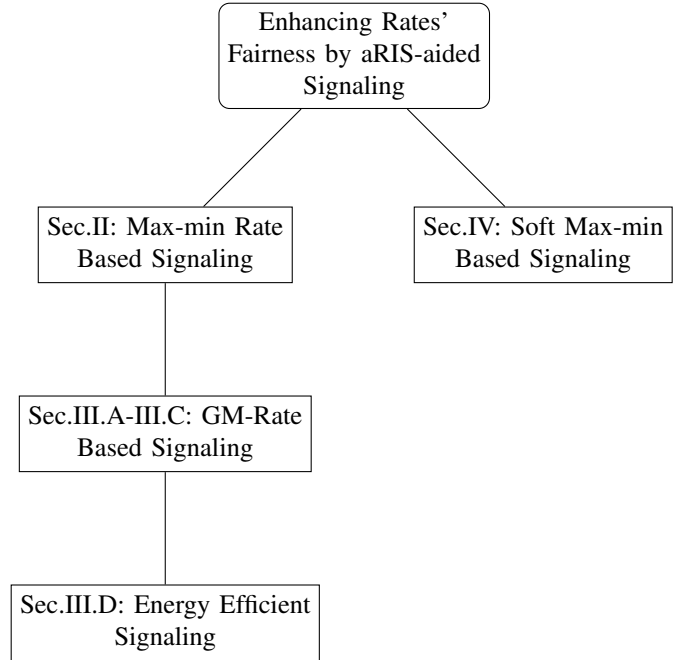 Enhancing Rates'
Fairness by aRIS-aided
Signaling
Sec.II: Max-min Rate
Based Signaling
Sec.IV: Soft Max-min
Based Signaling
Sec.III.A-III.C: GM-Rate
Based Signaling
Sec.III.D: Energy Efficient
Signaling